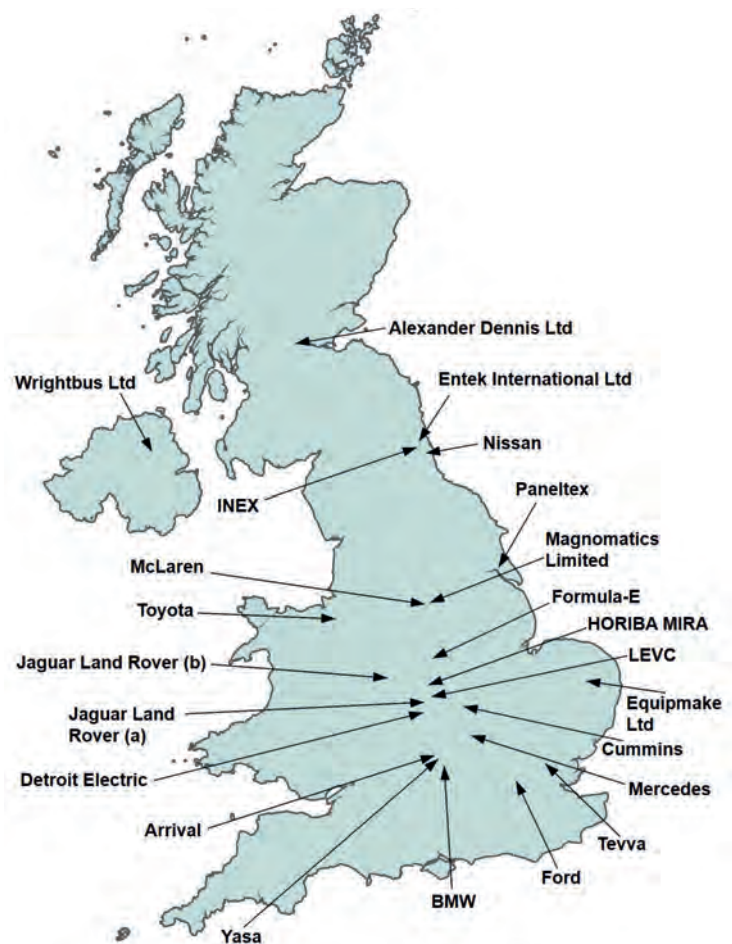 Alexander Dennis Ltd
Wrightbus Ltd
Entek International Ltd
Nissan
INEX
Paneltex
Magnomatics
Limited
McLaren
Formula-E
Toyota
HORIBA MIRA
LEVC
Jaguar Land Rover (b)
Equipmake
Ltd
Jaguar Land
Rover (a)
Cummins
Detroit Electric
Mercedes
Arrival
Tevva
Ford
BMW
Yasa